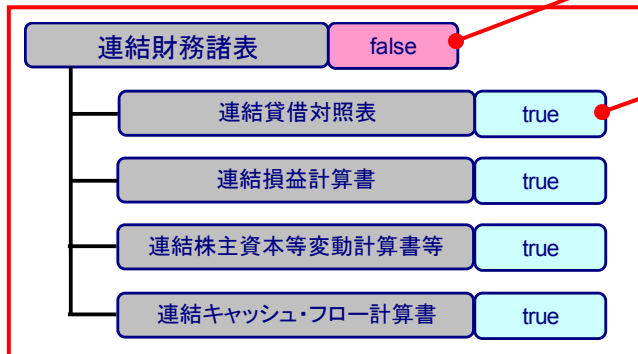 連結財務諸表 false
連結貸借対照表 true
連結損益計算書 true
連結株主資本等変動計算書等 true
連結キャッシュ・フロー計算書 true